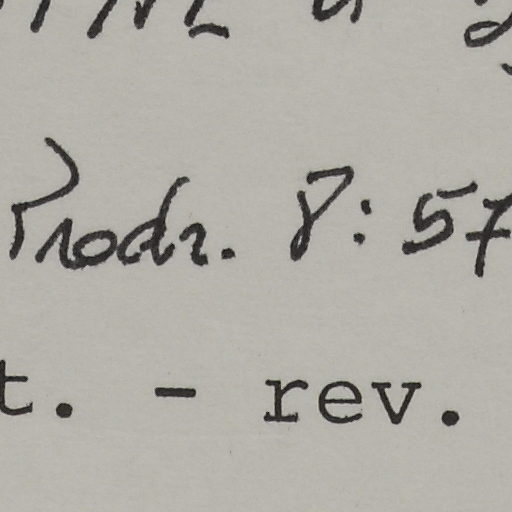 Prodr. 8: 57
t. - rev.